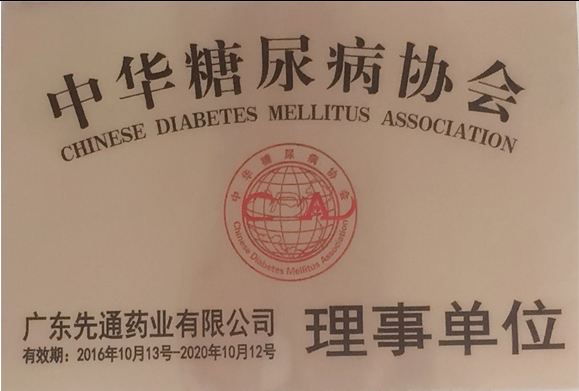 中华糖尿病协会
CHINESE DIABETES MELLITUS ASSOCIATION
中华糖尿病协会
Chinese Diabetes Mellitus Association
广东先通药业有限公司
有效期：2016年10月13号-2020年10月12号
理事单位